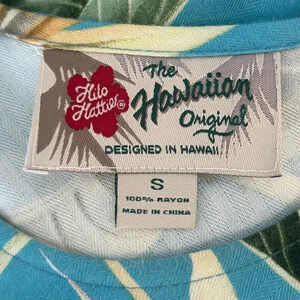 Hilo
Hattie®
The
Hawaiian
Original
DESIGNED IN HAWAII
S
100% RAYON
MADE IN CHINA